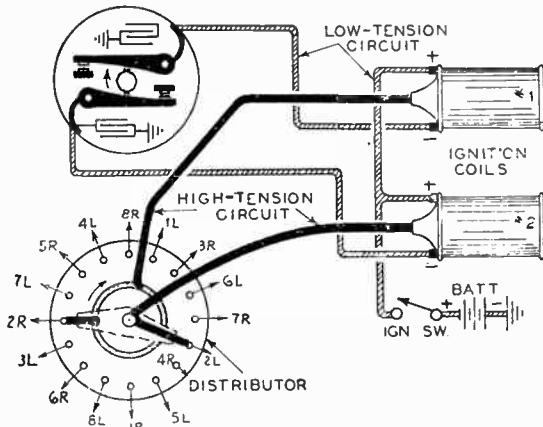 LOW-TENSION
CIRCUIT
+
*1
-
IGNITION
COILS
HIGH-TENSION
CIRCUIT
+
*2
-
8R
1L
4L
3R
5R
7L
6L
2R
7R
3L
4R
2L
6R
8L
1R
5L
DISTRIBUTOR
BATT
+ -
IGN SW.